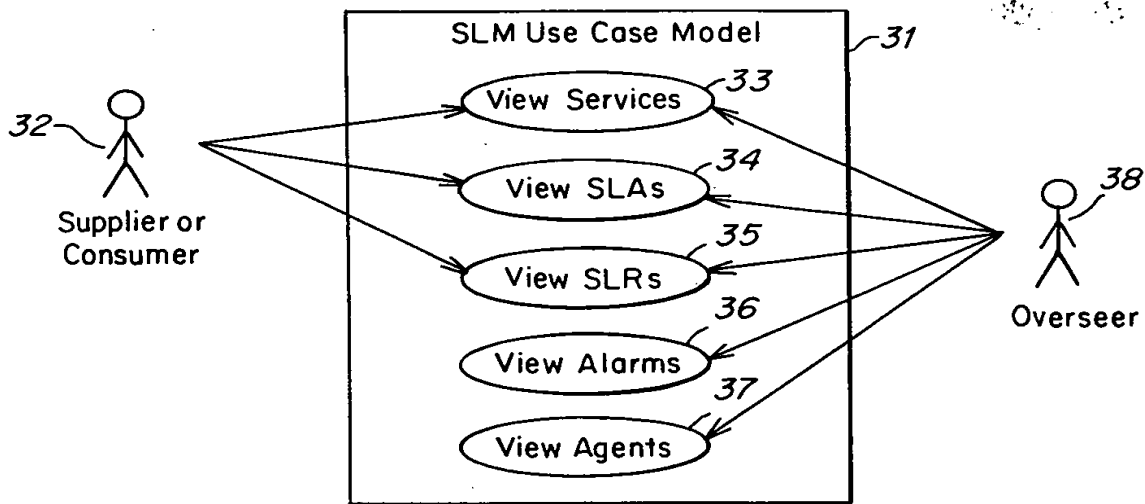 SLM Use Case Model
31
33
View Services
32
34
View SLAs
38
Supplier or
Consumer
35
View SLRs
Overseer
36
View Alarms
37
View Agents